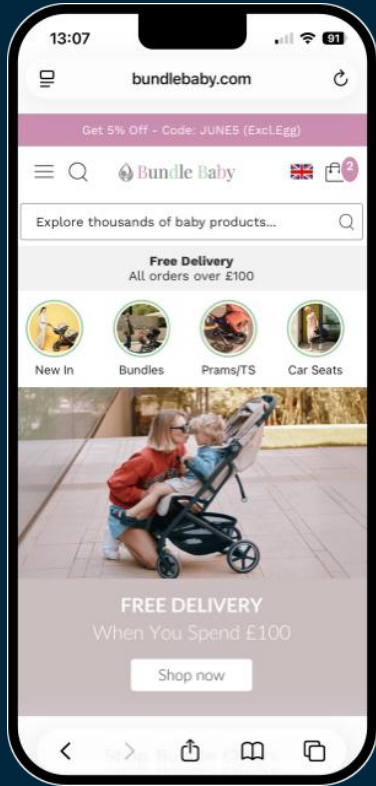 13:07
91
bundlebaby.com
Get 5% Off - Code: JUNE5 (Excl.Egg)
Bundle Baby
2
Explore thousands of baby products...
Free Delivery
All orders over £100
New In
Bundles
Prams/TS
Car Seats
FREE DELIVERY
When You Spend £100
Shop now